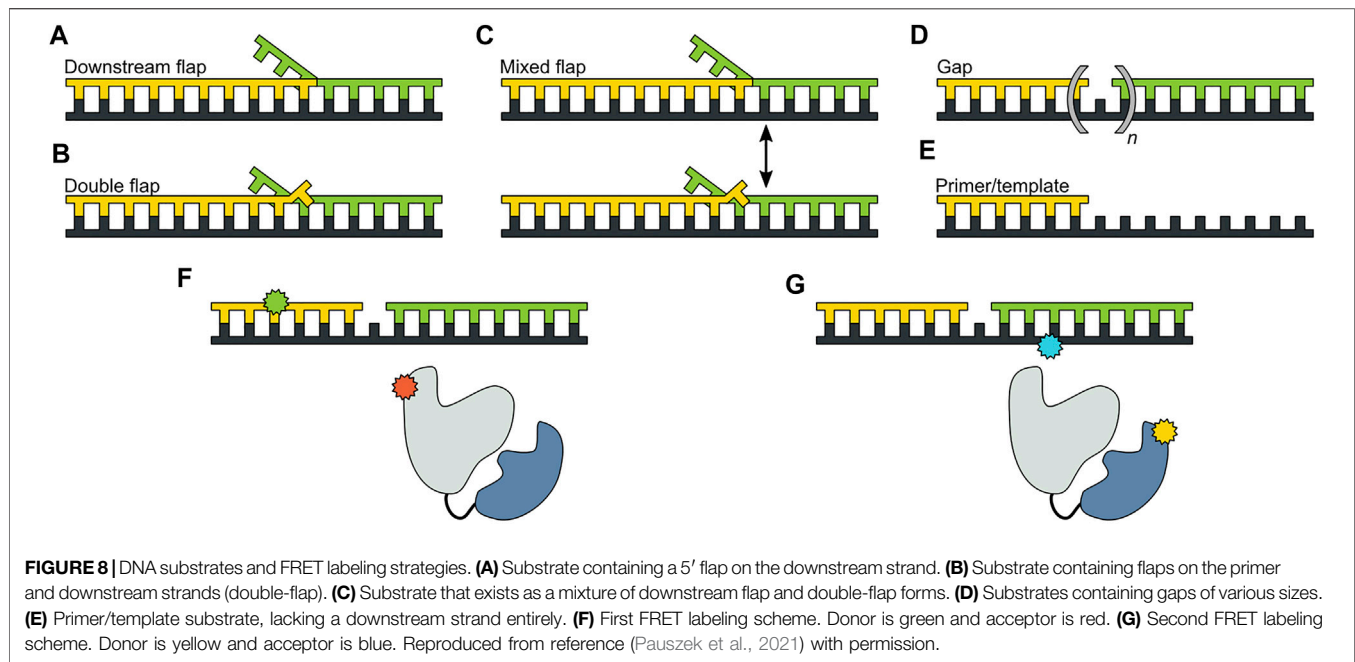 A
Downstream flap
B
Double flap
C
Mixed flap
D
Gap
n
E
Primer/template
F
G
FIGURE 8 | DNA substrates and FRET labeling strategies. (A) Substrate containing a 5′ flap on the downstream strand. (B) Substrate containing flaps on the primer
and downstream strands (double-flap). (C) Substrate that exists as a mixture of downstream flap and double-flap forms. (D) Substrates containing gaps of various sizes.
(E) Primer/template substrate, lacking a downstream strand entirely. (F) First FRET labeling scheme. Donor is green and acceptor is red. (G) Second FRET labeling
scheme. Donor is yellow and acceptor is blue. Reproduced from reference (Pauszek et al., 2021) with permission.